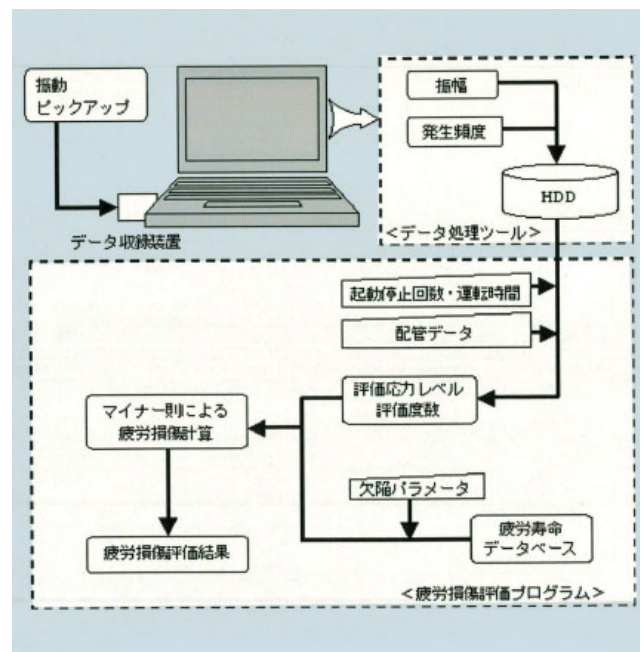 振動
ピックアップ
データ収録装置
振幅
発生頻度
HDD
＜データ処理ツール＞
起動停止回数・運転時間
配管データ
評価応力レベル
評価度数
マイナー則による
疲労損傷計算
欠陥パラメータ
疲労寿命
データベース
疲労損傷評価結果
＜疲労損傷評価プログラム＞